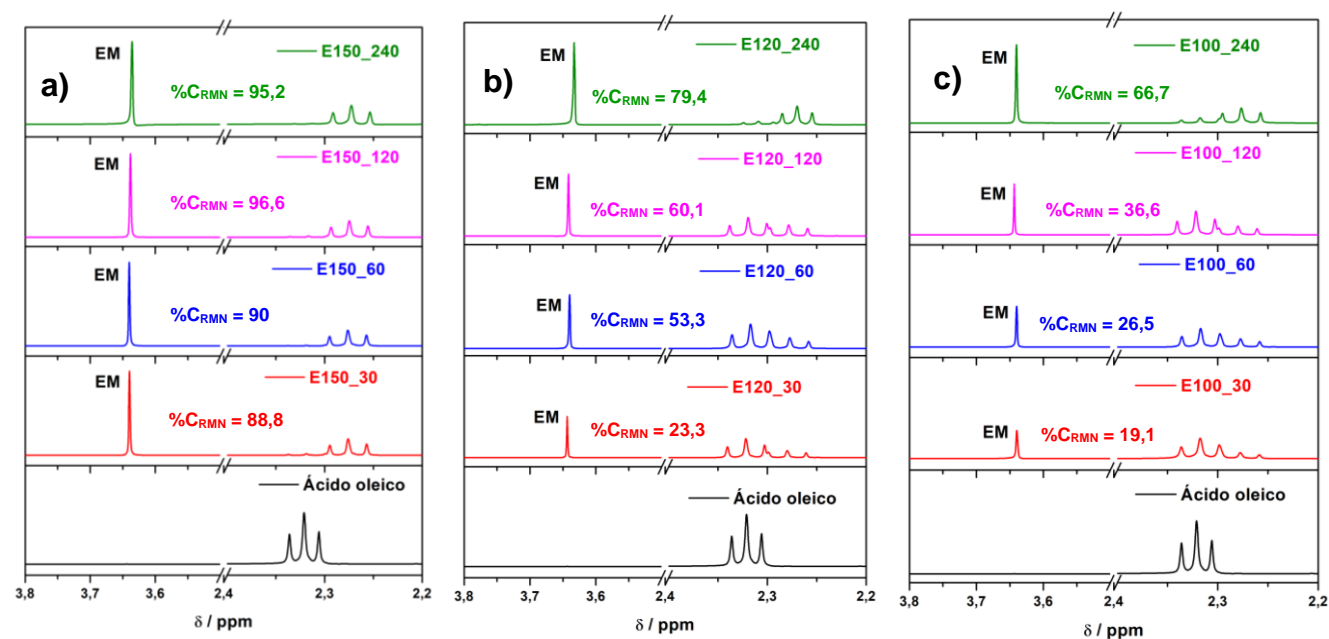 a)
EM
E150_240
%CRMN = 95,2
EM
E150_120
%CRMN = 96,6
EM
E150_60
%CRMN = 90
EM
E150_30
%CRMN = 88,8
Ácido oleico
3,8 3,7 3,6 2,4 2,3 2,2
δ / ppm
b)
EM
E120_240
%CRMN = 79,4
EM
E120_120
%CRMN = 60,1
EM
E120_60
%CRMN = 53,3
EM
E120_30
%CRMN = 23,3
Ácido oleico
3,8 3,7 3,6 2,4 2,3 2,2
δ / ppm
c)
EM
E100_240
%CRMN = 66,7
EM
E100_120
%CRMN = 36,6
EM
E100_60
%CRMN = 26,5
EM
E100_30
%CRMN = 19,1
Ácido oleico
3,8 3,7 3,6 2,4 2,3 2,2
δ / ppm